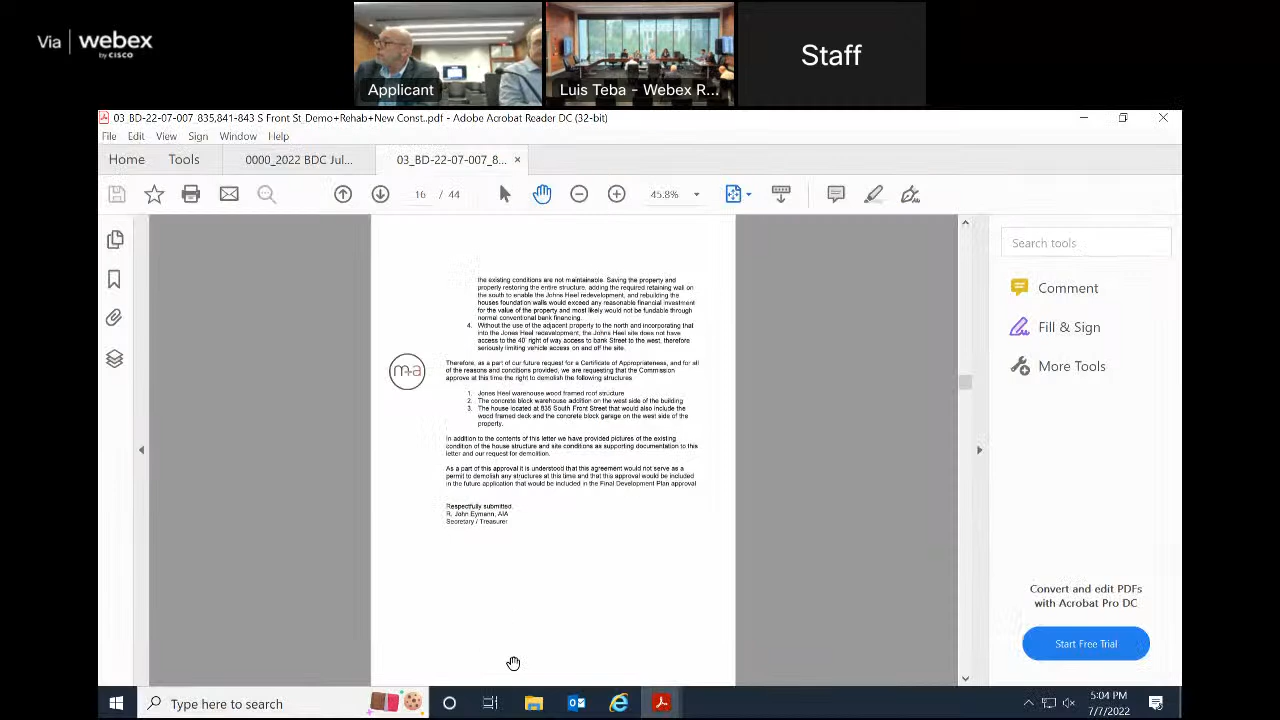 Via | webex
by CISCO
Applicant
Luis Teba - Webex R...
Staff
03_BD-22-07-007_835,841-843 S Front St_Demo+Rehab+New Const..pdf - Adobe Acrobat Reader DC (32-bit)
File Edit View Sign Window Help
Home Tools 0000_2022 BDC Jul... 03_BD-22-07-007_8... ×
16 / 44 45.8%
the existing conditions are not maintainable. Saving the property and
properly restoring the entire structure, adding the required retaining wall on
the south to enable the Johns Heel redevelopment, and rebuilding the
houses foundation walls would exceed any reasonable financial investment
for the value of the property and most likely would not be fundable through
normal conventional bank financing.
4. Without the use of the adjacent property to the north and incorporating that
into the Jones Heel redevelopment, the Johns Heel site does not have
access to the 40' right of way access to bank Street to the west, therefore
seriously limiting vehicle access on and off the site.
m+a
Therefore, as a part of our future request for a Certificate of Appropriateness, and for all
of the reasons and conditions provided, we are requesting that the Commission
approve at this time the right to demolish the following structures
1. Jones Heel warehouse wood framed roof structure
2. The concrete block warehouse addition on the west side of the building
3. The house located at 835 South Front Street that would also include the
wood framed deck and the concrete block garage on the west side of the
property.
In addition to the contents of this letter we have provided pictures of the existing
condition of the house structure and site conditions as supporting documentation to this
letter and our request for demolition.
As a part of this approval it is understood that this agreement would not serve as a
permit to demolish any structures at this time and that this approval would be included
in the future application that would be included in the Final Development Plan approval
Respectfully submitted,
R. John Eymann, AIA
Secretary / Treasurer
Search tools
Comment
Fill & Sign
More Tools
Convert and edit PDFs
with Acrobat Pro DC
Start Free Trial
Type here to search
5:04 PM
7/7/2022